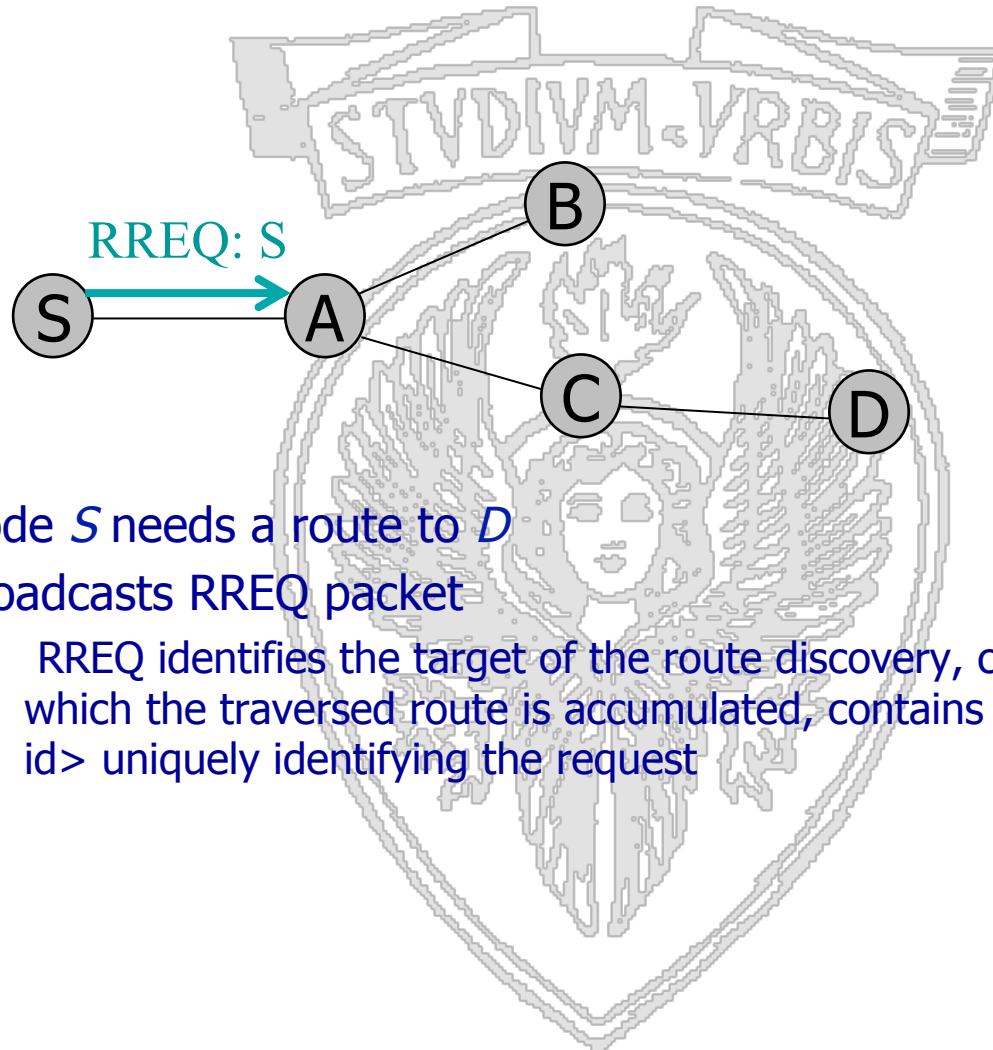 STVDIVM VRBIS
B
RREQ: S
S
A
C
D
ode S needs a route to D
oadcasts RREQ packet
RREQ identifies the target of the route discovery, c
which the traversed route is accumulated, contains
id> uniquely identifying the request